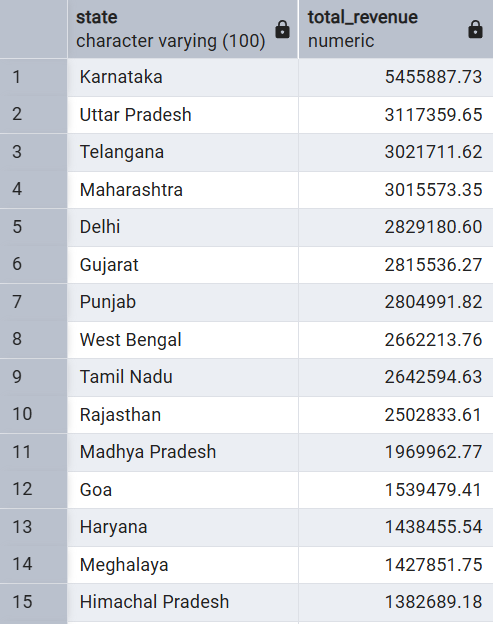 state total_revenue
character varying (100) numeric
1 Karnataka 5455887.73
2 Uttar Pradesh 3117359.65
3 Telangana 3021711.62
4 Maharashtra 3015573.35
5 Delhi 2829180.60
6 Gujarat 2815536.27
7 Punjab 2804991.82
8 West Bengal 2662213.76
9 Tamil Nadu 2642594.63
10 Rajasthan 2502833.61
11 Madhya Pradesh 1969962.77
12 Goa 1539479.41
13 Haryana 1438455.54
14 Meghalaya 1427851.75
15 Himachal Pradesh 1382689.18